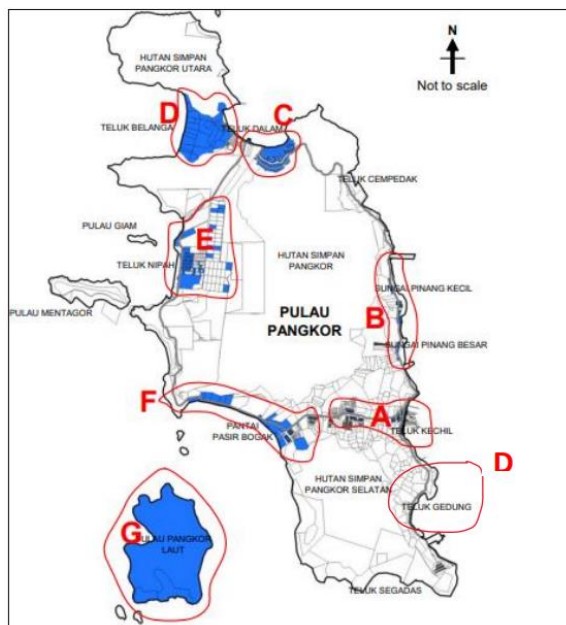 HUTAN SIMPAN
PANGKOR UTARA
N
Not to scale
D
C
TELUK BELANGA
TELUK DALAM
TELUK CEMPEDAK
PULAU GIAM
E
TELUK NIPAH
HUTAN SIMPAN
PANGKOR
SUNGAI PINANG KECIL
PULAU MENTAGOR
PULAU
PANGKOR
B
SUNGAI PINANG BESAR
F
PANTAI
PASIR BOGAK
A
TELUK KECHIL
D
HUTAN SIMPAN
PANGKOR SELATAN
TELUK GEDUNG
G
PULAU PANGKOR
LAUT
TELUK SEGADAS